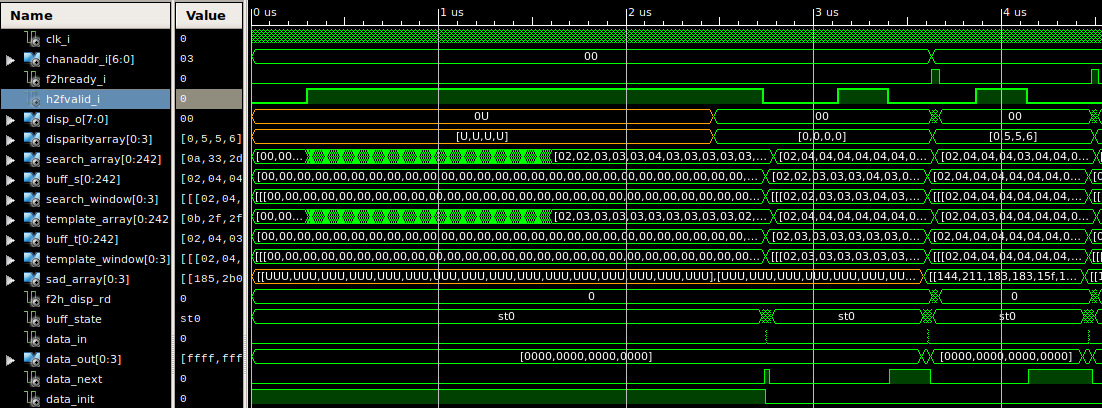 Name Value 0 us 1 us 2 us 3 us 4 us
clk_i 0
chanaddr_i[6:0] 03 00
f2hready_i 0
h2fvalid_i 0
disp_o[7:0] 00 0U 00 00
disparityarray[0:3] [0,5,5,6] [U,U,U,U] [0,0,0,0] [0,5,5,6]
search_array[0:242] [0a,33,2d [00,00... [02,02,03,03,03,04,03,03,03,03,03,... [02,04,04,04,04,04,04,0... [02,04,04,03,04,04,0...
buff_s[0:242] [02,04,04 [00,00,00,00,00,00,00,00,00,00,00,00,00,00,00,00,00,00,00,00,00,00,00,00,00,... [02,02,03,03,03,04,0... [02,04,04,04,04,04,0...
search_window[0:3] [[[02,04, [[[00,00,00,00,00,00,00,00,00,00,00,00,00,00,00,00,00,00,00,00,00,00,00,00,00,... [[[02,02,03,03,04,03,... [[[02,04,04,04,04,04,...
template_array[0:242 [0b,2f,2f [00,00... [02,03,03,03,03,03,03,03,03,02,... [02,04,04,04,04,04,04,0... [02,04,03,04,04,04,0...
buff_t[0:242] [02,04,03 [00,00,00,00,00,00,00,00,00,00,00,00,00,00,00,00,00,00,00,00,00,00,00,00,00,... [02,03,03,03,03,03,0... [02,04,04,04,04,04,0...
template_window[0:3] [[[02,04, [[[00,00,00,00,00,00,00,00,00,00,00,00,00,00,00,00,00,00,00,00,00,00,00,00,00,... [[[02,03,03,03,03,03,... [[[02,04,04,04,04,04,...
sad_array[0:3] [[185,2b0 [[UUU,UUU,UUU,UUU,UUU,UUU,UUU,UUU,UUU,UUU,UUU,UUU],[UUU,UUU,UUU,UUU,UUU,UU... [[144,211,183,183,15f,1...
f2h_disp_rd 0 0 0
buff_state st0 st0 st0 st0
data_in 0
data_out[0:3] [ffff,fff [0000,0000,0000,0000] [0000,0000,0000,0000]
data_next 0
data_init 0